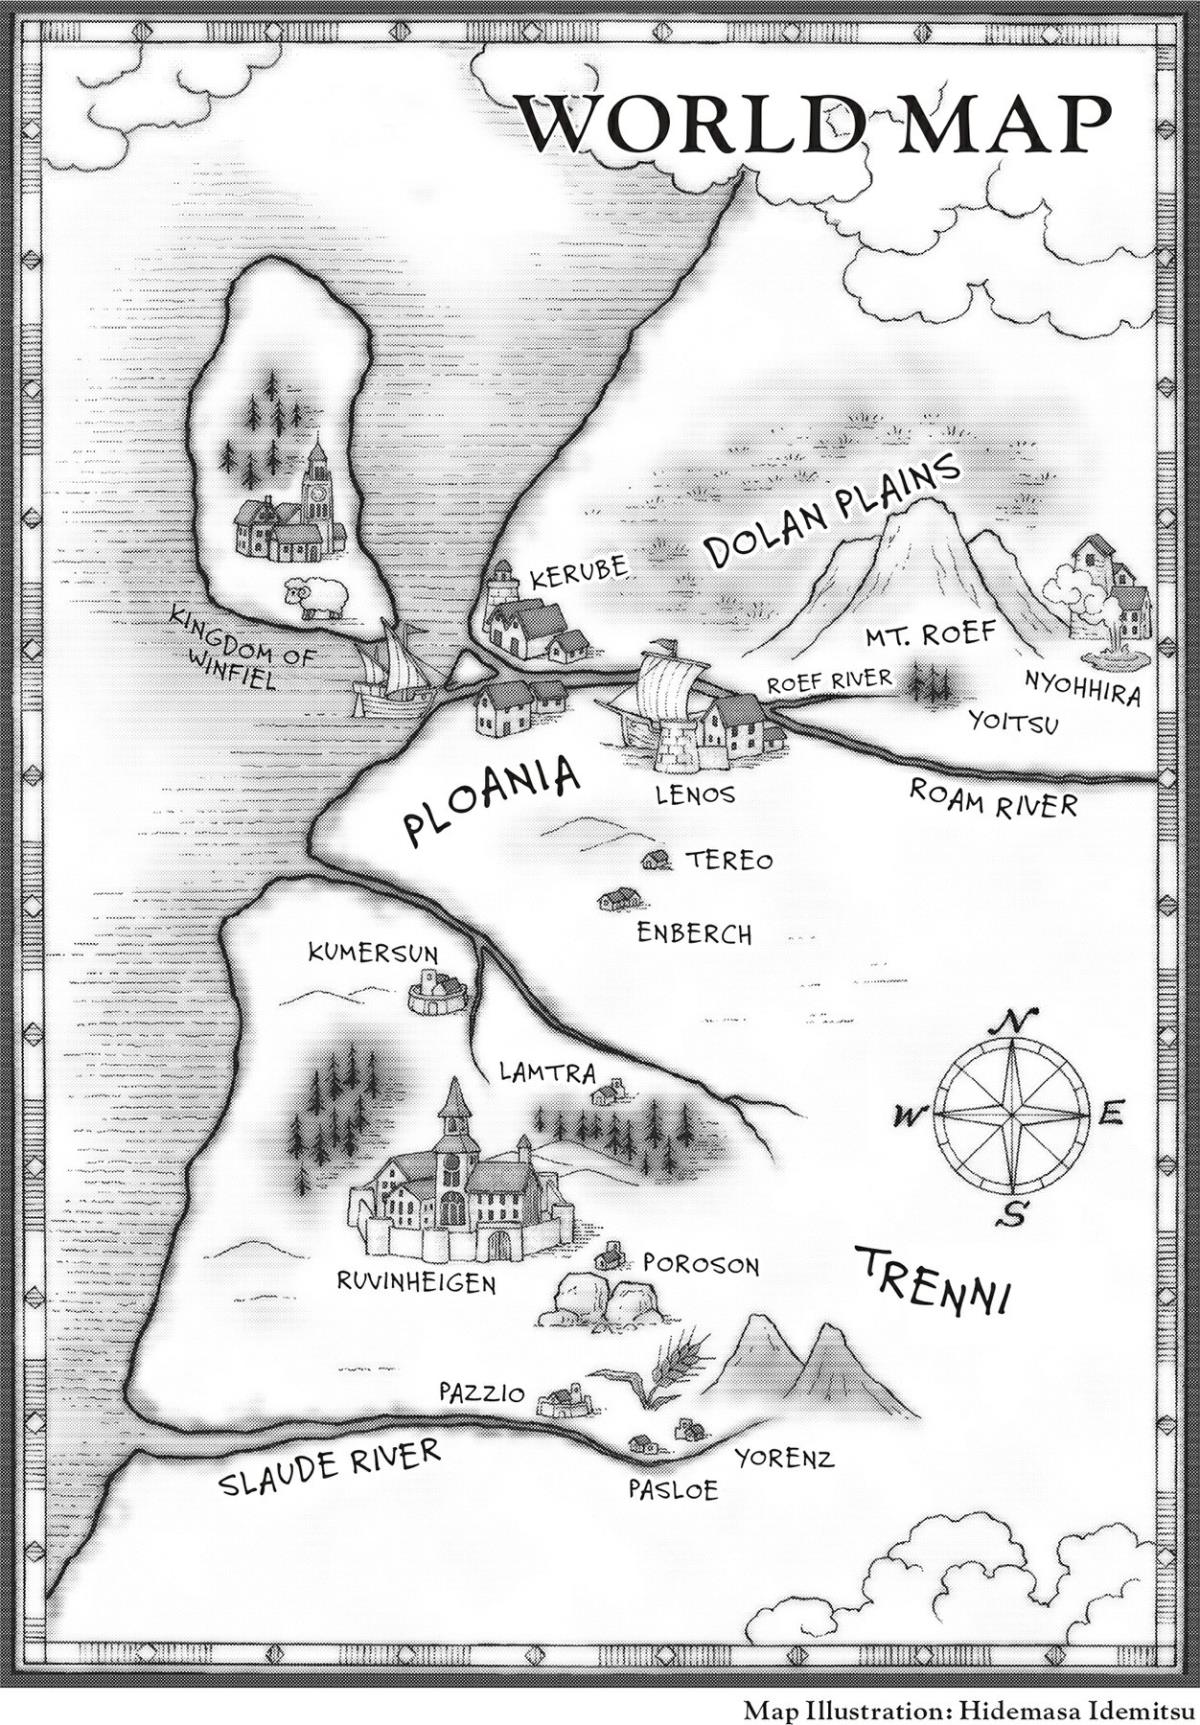 WORLD MAP
DOLAN PLAINS
KERUBE
KINGDOM OF
WINFIEL
MT. ROEF
ROEF RIVER
NYOHHIRA
YOITSU
PLOANIA
LENOS
ROAM RIVER
TEREO
ENBERCH
KUMERSUN
N
LAMTRA
W
E
S
RUVINHEIGEN
POROSON
TRENNI
PAZZIO
SLAUDE RIVER
YORENZ
PASLOE
Map Illustration: Hidemasa Idemitsu